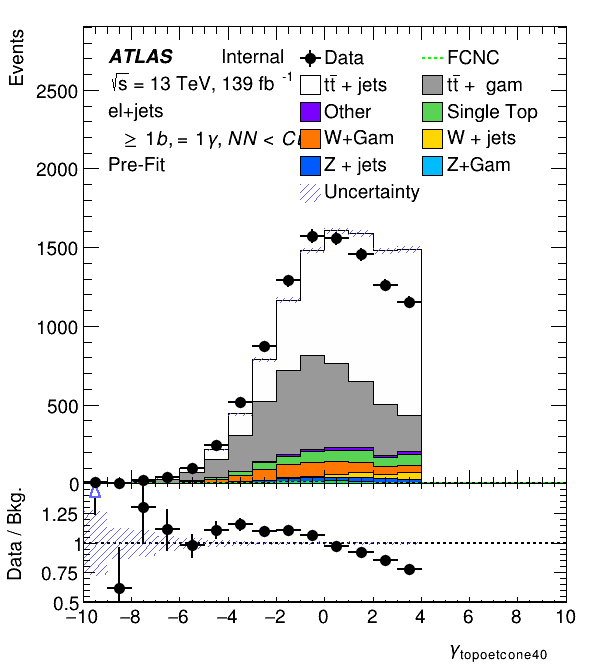 Events
ATLAS Internal
√s = 13 TeV, 139 fb -1
el+jets
≥ 1b, = 1γ, NN <
Pre-Fit
Data
FCNC
tt̄ + jets
tt̄ + gam
Other
Single Top
W+Gam
W + jets
Z + jets
Z+Gam
Uncertainty
2500
2000
1500
1000
500
0
Data / Bkg.
1.25
1
0.75
0.5
−10 −8 −6 −4 −2 0 2 4 6 8 10
γtopoetcone40